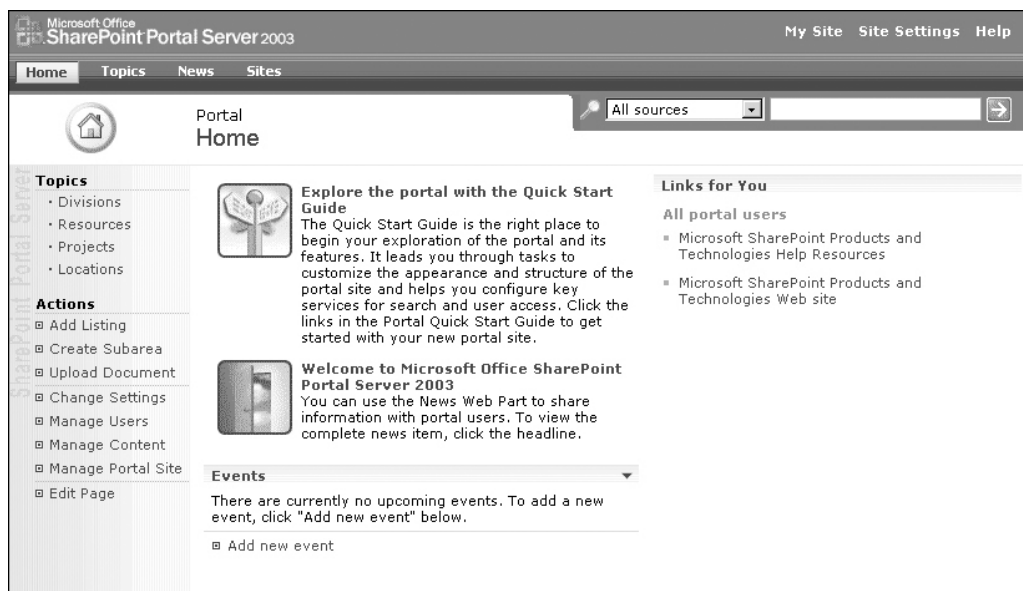 Microsoft Office
SharePoint Portal Server 2003
My Site Site Settings Help
Home Topics News Sites
Portal
Home
All sources
Topics
· Divisions
· Resources
· Projects
· Locations
Actions
Add Listing
Create Subarea
Upload Document
Change Settings
Manage Users
Manage Content
Manage Portal Site
Edit Page
SharePoint Portal Server
Explore the portal with the Quick Start
Guide
The Quick Start Guide is the right place to
begin your exploration of the portal and its
features. It leads you through tasks to
customize the appearance and structure of the
portal site and helps you configure key
services for search and user access. Click the
links in the Portal Quick Start Guide to get
started with your new portal site.
Welcome to Microsoft Office SharePoint
Portal Server 2003
You can use the News Web Part to share
information with portal users. To view the
complete news item, click the headline.
Events
There are currently no upcoming events. To add a new
event, click "Add new event" below.
Add new event
Links for You
All portal users
Microsoft SharePoint Products and
Technologies Help Resources
Microsoft SharePoint Products and
Technologies Web site